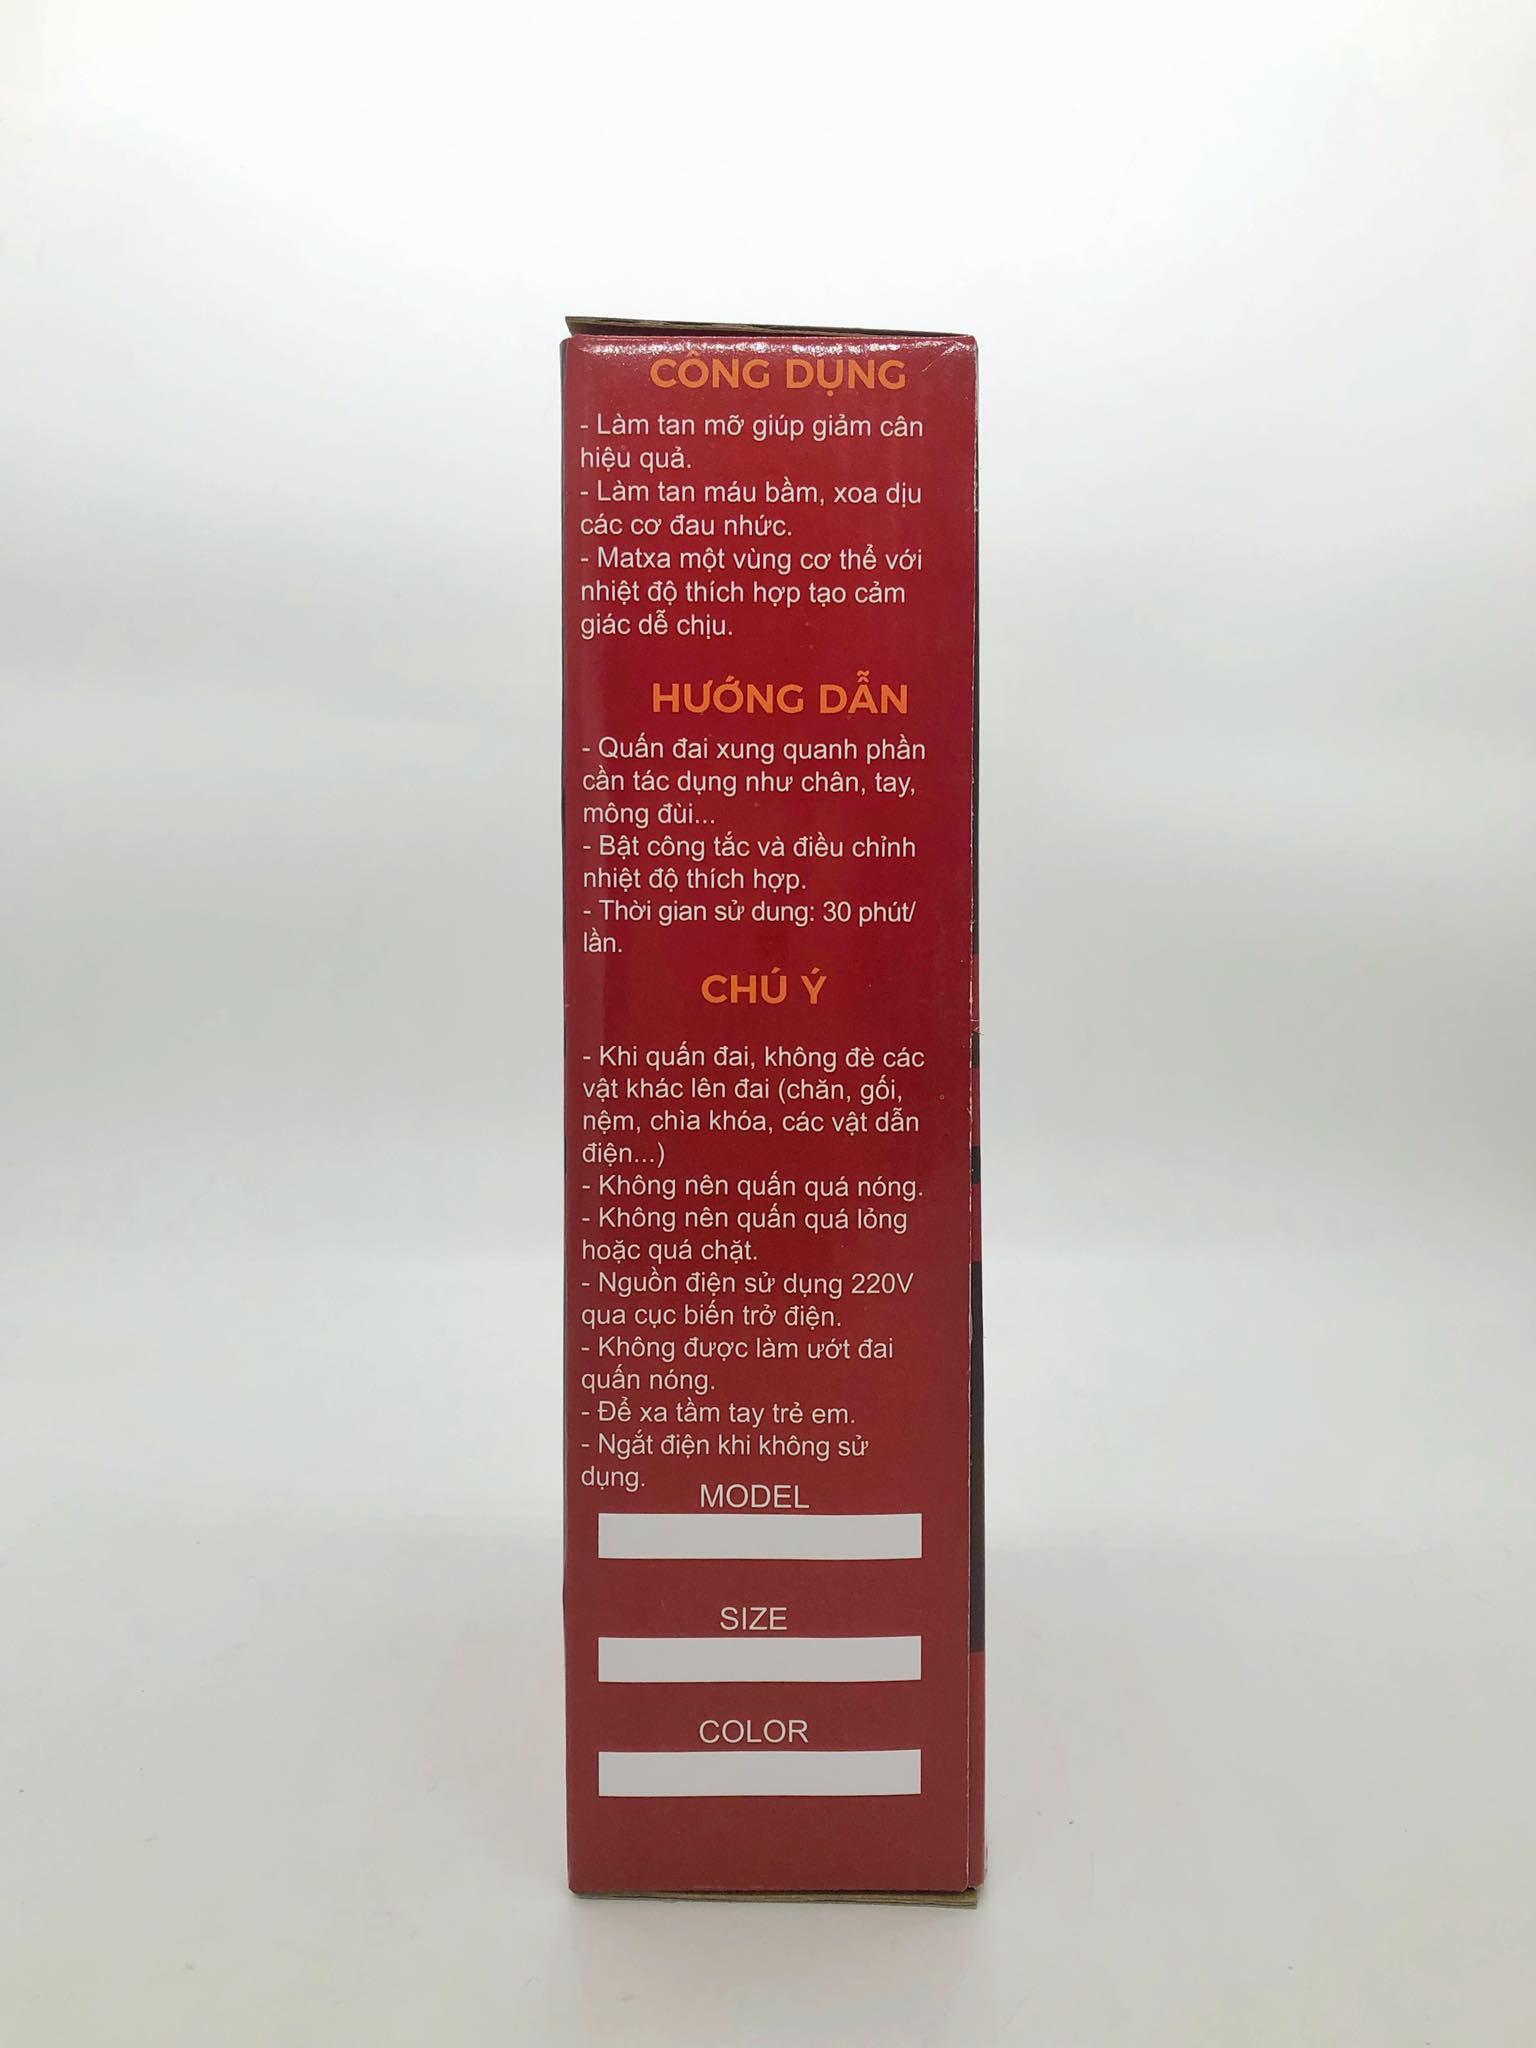 CÔNG DỤNG
- Làm tan mỡ giúp giảm cân
hiệu quả.
- Làm tan máu bầm, xoa dịu
các cơ đau nhức.
- Matxa một vùng cơ thể với
nhiệt độ thích hợp tạo cảm
giác dễ chịu.
HƯỚNG DẪN
- Quấn đai xung quanh phần
cần tác dụng như chân, tay,
mông đùi...
- Bật công tắc và điều chỉnh
nhiệt độ thích hợp.
- Thời gian sử dung: 30 phút/
lần.
CHÚ Ý
- Khi quấn đai, không đè các
vật khác lên đai (chăn, gối,
nệm, chìa khóa, các vật dẫn
điện...)
- Không nên quấn quá nóng.
- Không nên quấn quá lỏng
hoặc quá chặt.
- Nguồn điện sử dụng 220V
qua cục biến trở điện.
- Không được làm ướt đai
quấn nóng.
- Để xa tầm tay trẻ em.
- Ngắt điện khi không sử
dụng.
MODEL
SIZE
COLOR